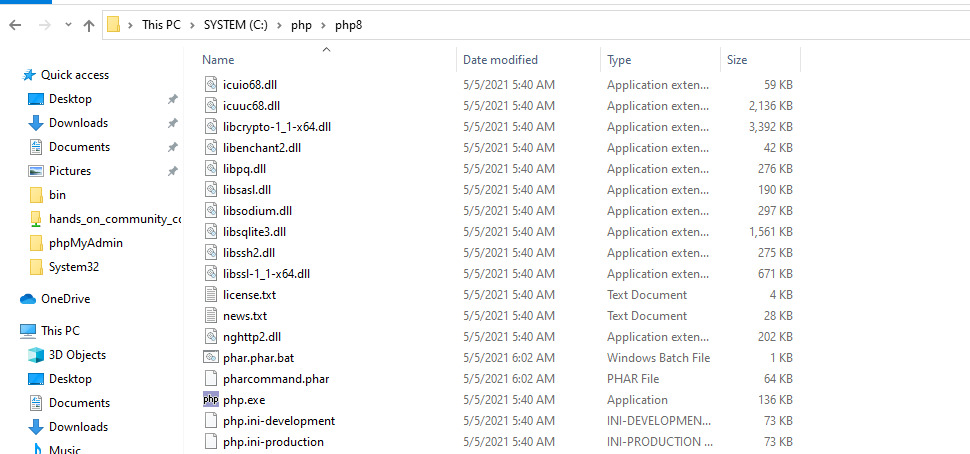 This PC > SYSTEM (C:) > php > php8
Name Date modified Type Size
Quick access
Desktop
Downloads
Documents
Pictures
bin
hands_on_community_cc
phpMyAdmin
System32
OneDrive
This PC
3D Objects
Desktop
Documents
Downloads
Music
icuio68.dll 5/5/2021 5:40 AM Application exten... 59 KB
icuuc68.dll 5/5/2021 5:40 AM Application exten... 2,136 KB
libcrypto-1_1-x64.dll 5/5/2021 5:40 AM Application exten... 3,392 KB
libenchant2.dll 5/5/2021 5:40 AM Application exten... 42 KB
libpq.dll 5/5/2021 5:40 AM Application exten... 276 KB
libsasl.dll 5/5/2021 5:40 AM Application exten... 190 KB
libsodium.dll 5/5/2021 5:40 AM Application exten... 297 KB
libsqlite3.dll 5/5/2021 5:40 AM Application exten... 1,561 KB
libssh2.dll 5/5/2021 5:40 AM Application exten... 275 KB
libssl-1_1-x64.dll 5/5/2021 5:40 AM Application exten... 671 KB
license.txt 5/5/2021 5:40 AM Text Document 4 KB
news.txt 5/5/2021 5:40 AM Text Document 28 KB
nghttp2.dll 5/5/2021 5:40 AM Application exten... 202 KB
phar.phar.bat 5/5/2021 6:02 AM Windows Batch File 1 KB
pharcommand.phar 5/5/2021 6:02 AM PHAR File 64 KB
php php.exe 5/5/2021 5:40 AM Application 136 KB
php.ini-development 5/5/2021 5:40 AM INI-DEVELOPMEN... 73 KB
php.ini-production 5/5/2021 5:40 AM INI-PRODUCTION ... 73 KB